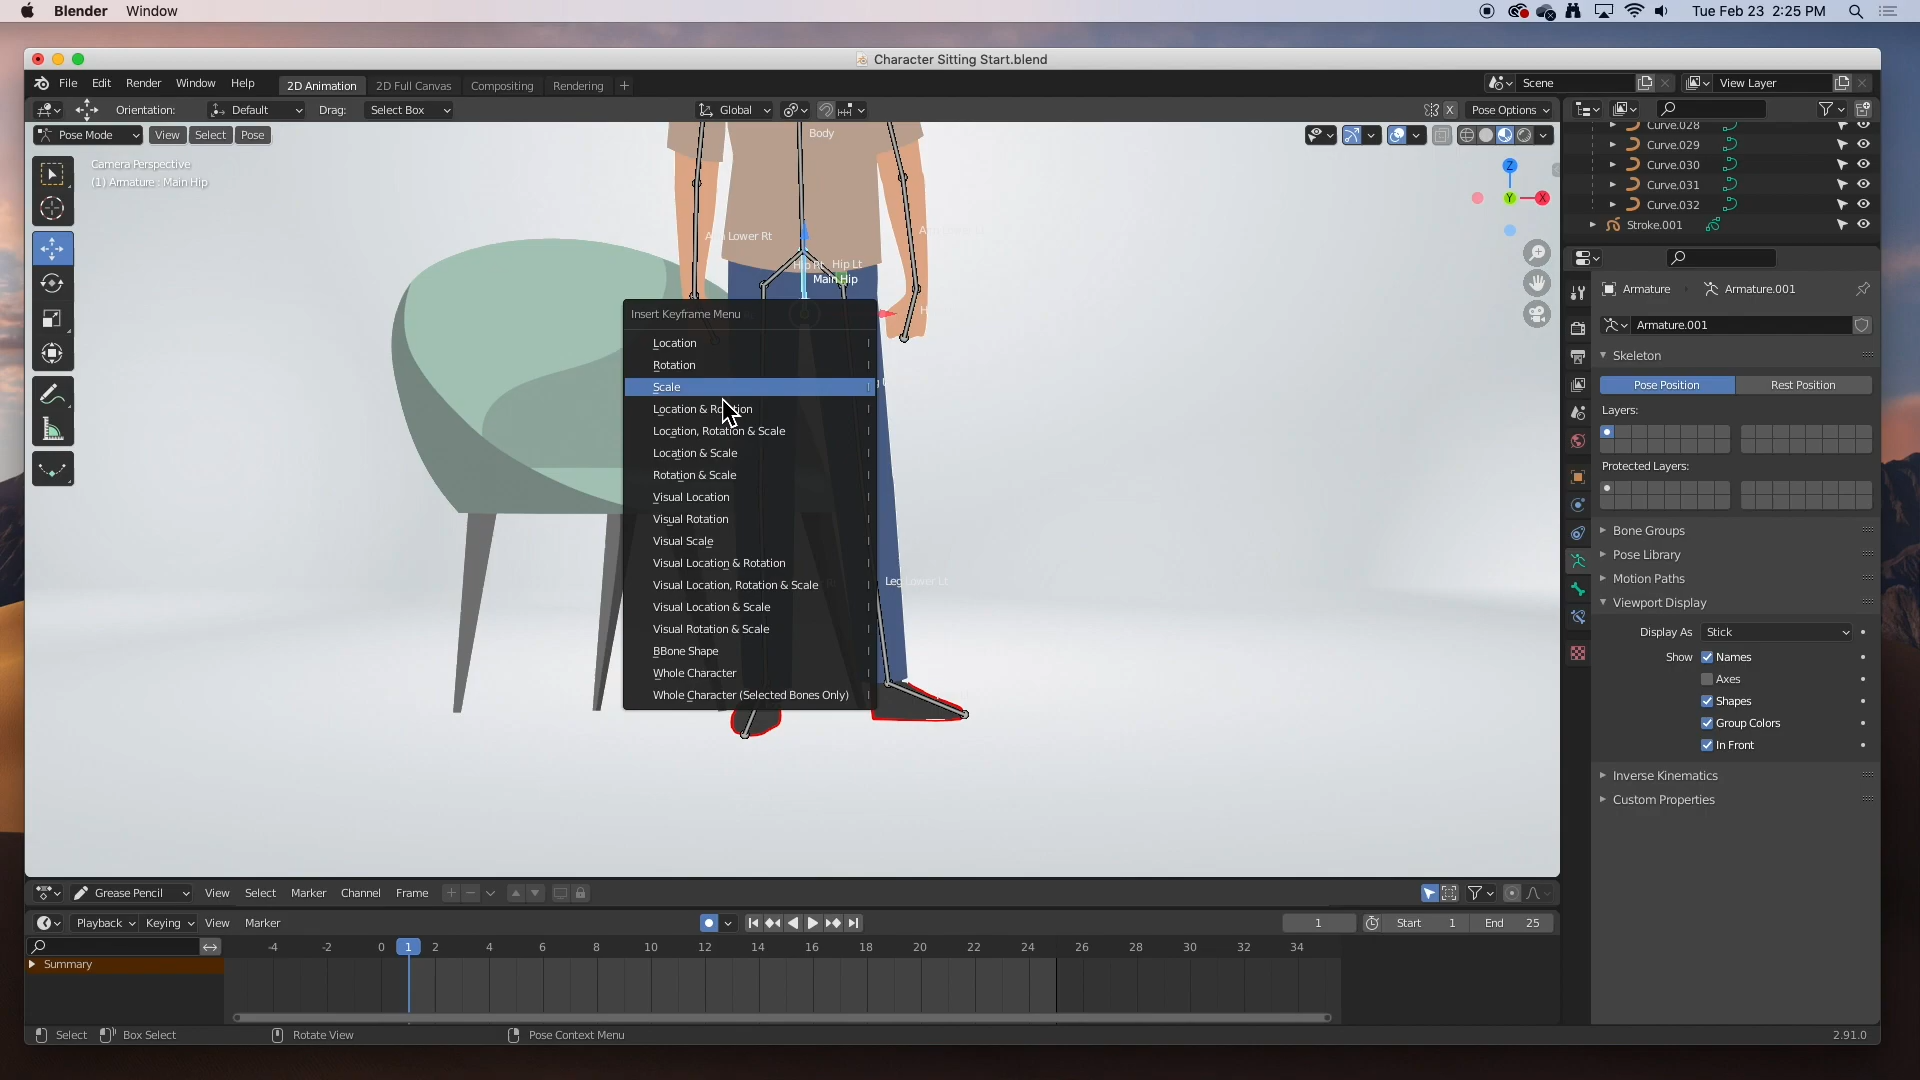 Blender Window
Tue Feb 23 2:25 PM
Character Sitting Start.blend
File Edit Render Window Help 2D Animation 2D Full Canvas Compositing Rendering +
Scene View Layer
Orientation: Default Drag: Select Box Global X Pose Options
Pose Mode View Select Pose
Camera Perspective
(1) Armature : Main Hip
Body
Z
Y X
Curve.028
Curve.029
Curve.030
Curve.031
Curve.032
Stroke.001
Lower Rt
Hip Rt Hip Lt
Main Hip
Leg Lower Lt
Insert Keyframe Menu
Location I
Rotation I
Scale I
Location & Rotation I
Location, Rotation & Scale I
Location & Scale I
Rotation & Scale I
Visual Location I
Visual Rotation I
Visual Scale I
Visual Location & Rotation I
Visual Location, Rotation & Scale I
Visual Location & Scale I
Visual Rotation & Scale I
BBone Shape I
Whole Character I
Whole Character (Selected Bones Only) I
Armature Armature.001
Armature.001
Skeleton
Pose Position Rest Position
Layers:
Protected Layers:
Bone Groups
Pose Library
Motion Paths
Viewport Display
Display As Stick
Show Names
Axes
Shapes
Group Colors
In Front
Inverse Kinematics
Custom Properties
Grease Pencil View Select Marker Channel Frame
Playback Keying View Marker 1 Start 1 End 25
-4 -2 0 1 2 4 6 8 10 12 14 16 18 20 22 24 26 28 30 32 34
Summary
Select Box Select Rotate View Pose Context Menu 2.91.0